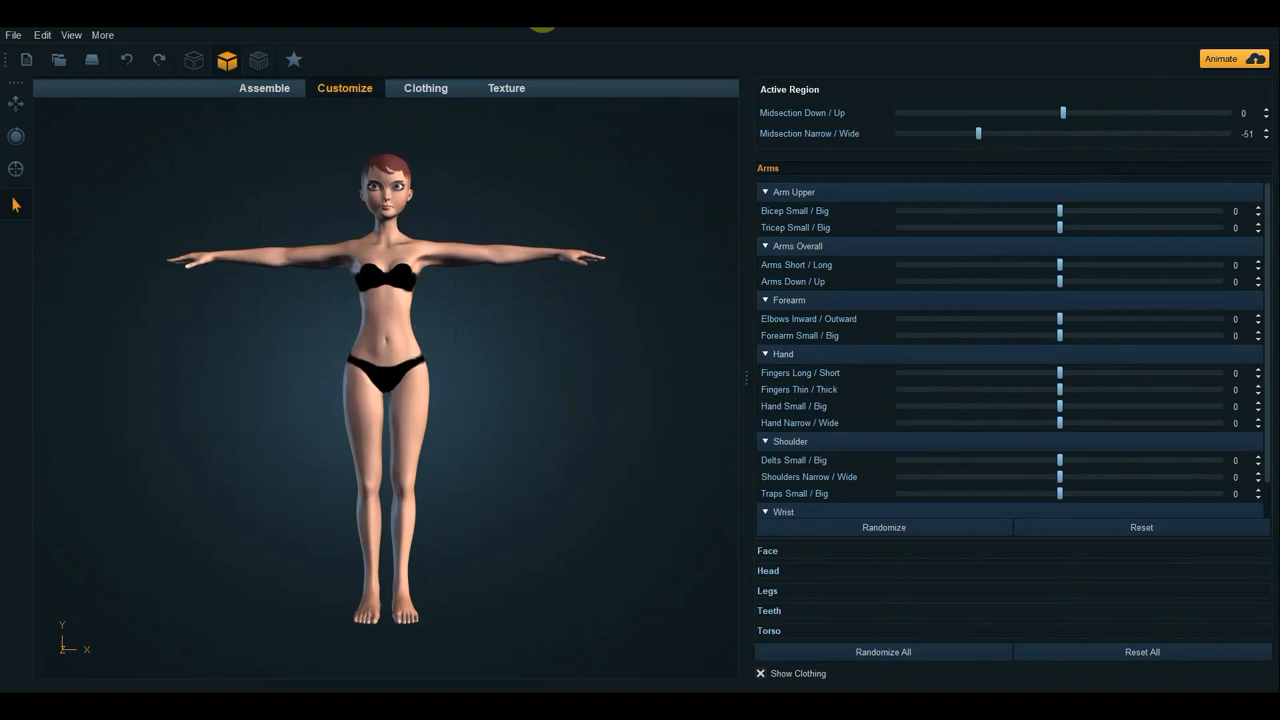 File Edit View More
Animate
Assemble Customize Clothing Texture
Active Region
Midsection Down / Up 0
Midsection Narrow / Wide -51
Arms
Arm Upper
Bicep Small / Big 0
Tricep Small / Big 0
Arms Overall
Arms Short / Long 0
Arms Down / Up 0
Forearm
Elbows Inward / Outward 0
Forearm Small / Big 0
Hand
Fingers Long / Short 0
Fingers Thin / Thick 0
Hand Small / Big 0
Hand Narrow / Wide 0
Shoulder
Delts Small / Big 0
Shoulders Narrow / Wide 0
Traps Small / Big 0
Wrist
Randomize Reset
Face
Head
Legs
Teeth
Torso
Randomize All Reset All
Show Clothing
Y
Z X